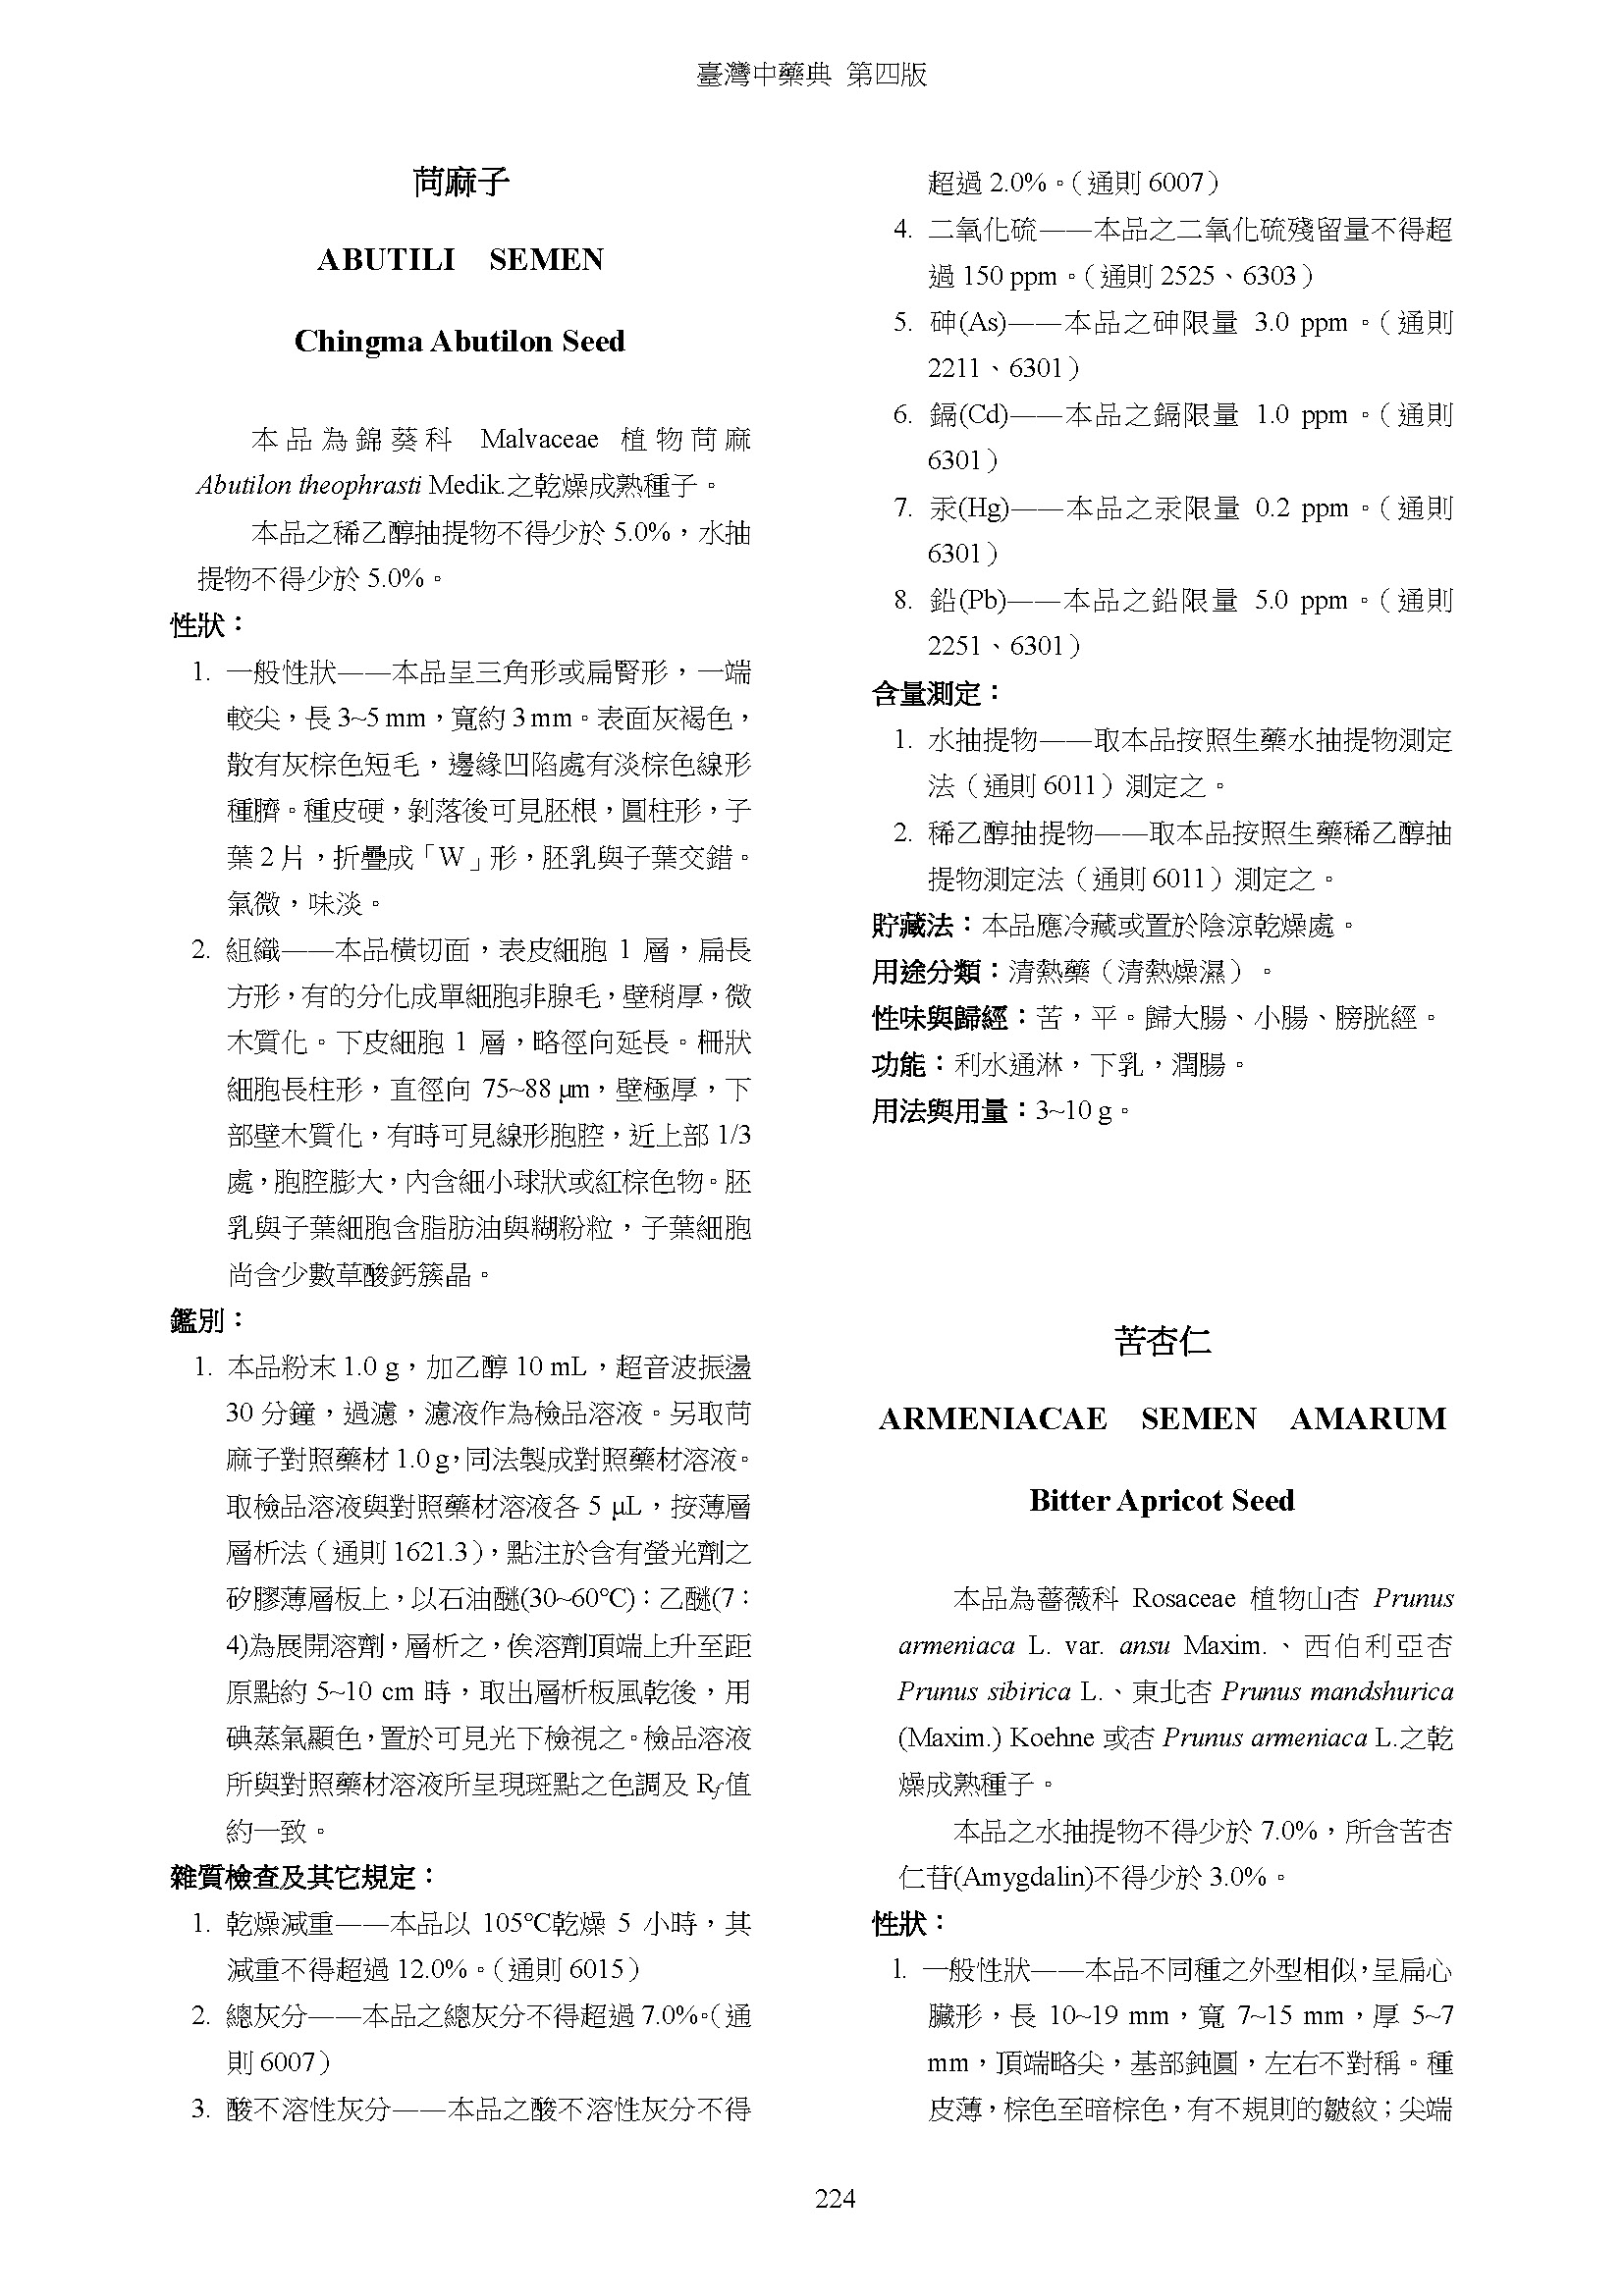 臺灣中藥典 第四版
苘麻子
ABUTILI SEMEN
Chingma Abutilon Seed
本品為錦葵科 Malvaceae 植物苘麻
Abutilon theophrasti Medik.之乾燥成熟種子。
本品之稀乙醇抽提物不得少於 5.0%，水抽
提物不得少於 5.0%。
性狀：
1. 一般性狀——本品呈三角形或扁腎形，一端
較尖，長 3~5 mm，寬約 3 mm。表面灰褐色，
散有灰棕色短毛，邊緣凹陷處有淡棕色線形
種臍。種皮硬，剝落後可見胚根，圓柱形，子
葉 2 片，折疊成「W」形，胚乳與子葉交錯。
氣微，味淡。
2. 組織——本品橫切面，表皮細胞 1 層，扁長
方形，有的分化成單細胞非腺毛，壁稍厚，微
木質化。下皮細胞 1 層，略徑向延長。柵狀
細胞長柱形，直徑向 75~88 μm，壁極厚，下
部壁木質化，有時可見線形胞腔，近上部 1/3
處，胞腔膨大，內含細小球狀或紅棕色物。胚
乳與子葉細胞含脂肪油與糊粉粒，子葉細胞
尚含少數草酸鈣簇晶。
鑑別：
1. 本品粉末 1.0 g，加乙醇 10 mL，超音波振盪
30 分鐘，過濾，濾液作為檢品溶液。另取苘
麻子對照藥材 1.0 g，同法製成對照藥材溶液。
取檢品溶液與對照藥材溶液各 5 μL，按薄層
層析法（通則 1621.3），點注於含有螢光劑之
矽膠薄層板上，以石油醚(30~60℃)：乙醚(7：
4)為展開溶劑，層析之，俟溶劑頂端上升至距
原點約 5~10 cm 時，取出層析板風乾後，用
碘蒸氣顯色，置於可見光下檢視之。檢品溶液
所與對照藥材溶液所呈現斑點之色調及 Rf值
約一致。
雜質檢查及其它規定：
1. 乾燥減重——本品以 105℃乾燥 5 小時，其
減重不得超過 12.0%。（通則 6015）
2. 總灰分——本品之總灰分不得超過 7.0%。（通
則 6007）
3. 酸不溶性灰分——本品之酸不溶性灰分不得
超過 2.0%。（通則 6007）
4. 二氧化硫——本品之二氧化硫殘留量不得超
過 150 ppm。（通則 2525、6303）
5. 砷(As)——本品之砷限量 3.0 ppm。（通則
2211、6301）
6. 鎘(Cd)——本品之鎘限量 1.0 ppm。（通則
6301）
7. 汞(Hg)——本品之汞限量 0.2 ppm。（通則
6301）
8. 鉛(Pb)——本品之鉛限量 5.0 ppm。（通則
2251、6301）
含量測定：
1. 水抽提物——取本品按照生藥水抽提物測定
法（通則 6011）測定之。
2. 稀乙醇抽提物——取本品按照生藥稀乙醇抽
提物測定法（通則 6011）測定之。
貯藏法：本品應冷藏或置於陰涼乾燥處。
用途分類：清熱藥（清熱燥濕）。
性味與歸經：苦，平。歸大腸、小腸、膀胱經。
功能：利水通淋，下乳，潤腸。
用法與用量：3~10 g。
苦杏仁
ARMENIACAE SEMEN AMARUM
Bitter Apricot Seed
本品為薔薇科 Rosaceae 植物山杏 Prunus
armeniaca L. var. ansu Maxim.、西伯利亞杏
Prunus sibirica L.、東北杏 Prunus mandshurica
(Maxim.) Koehne 或杏 Prunus armeniaca L.之乾
燥成熟種子。
本品之水抽提物不得少於 7.0%，所含苦杏
仁苷(Amygdalin)不得少於 3.0%。
性狀：
1. 一般性狀——本品不同種之外型相似，呈扁心
臟形，長 10~19 mm，寬 7~15 mm，厚 5~7
mm，頂端略尖，基部鈍圓，左右不對稱。種
皮薄，棕色至暗棕色，有不規則的皺紋；尖端
224